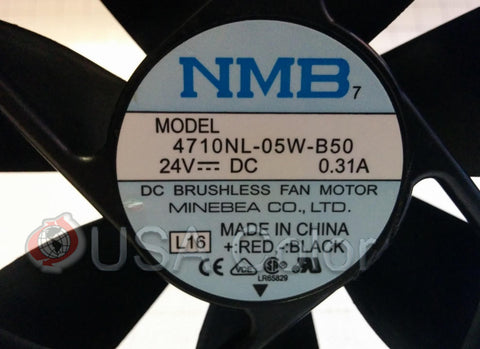 NMB 7
MODEL
4710NL-05W-B50
24V⎓ DC 0.31A
DC BRUSHLESS FAN MOTOR
MINEBEA CO., LTD.
L16 MADE IN CHINA
+:RED,-:BLACK
CE VDE
LR65829